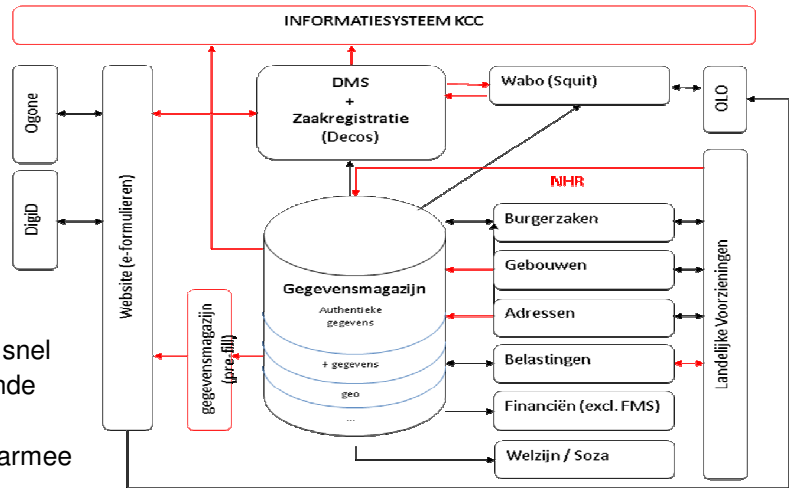 INFORMATIESYSTEEM KCC
Ogone
DigiD
Website (e-formulieren)
DMS
+
Zaakregistratie
(Decos)
Wabo (Squit)
OLO
NHR
Landelijke Voorzieningen
Burgerzaken
Gebouwen
Adressen
Belastingen
Financiën (excl. FMS)
Welzijn / Soza
Gegevensmagazijn
Authentieke
gegevens
+ gegevens
geo
...
gegevensmagazijn
(pre-fill)
snel
nde
armee